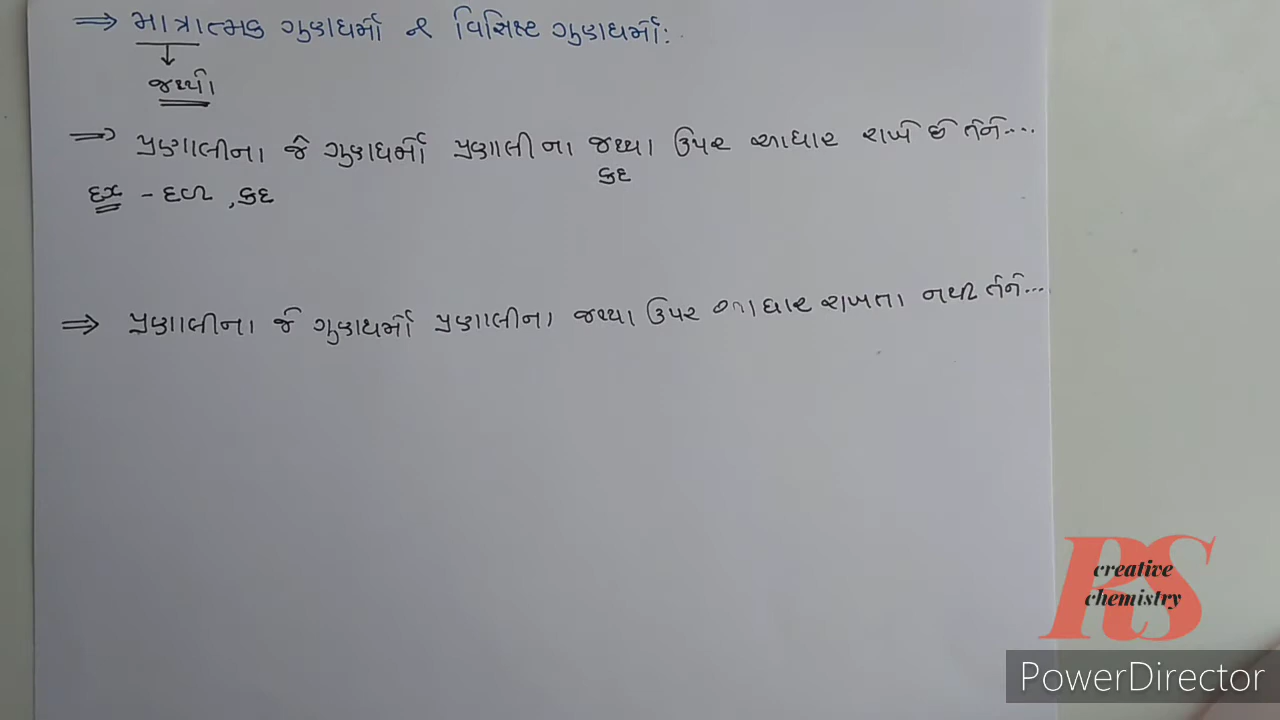 ⇒ માત્રાત્મક ગુણધર્મો ને વિસિષ્ટ ગુણધર્મો:
↓
જથ્થો
⇒ પ્રણાલીના જે ગુણધર્મો પ્રણાલીના જથ્થા ઉપર આધાર રાખે છે તેને....
કદ
દા - દળ, કદ
⇒ પ્રણાલીના જે ગુણધર્મો પ્રણાલીના જથ્થા ઉપર આધાર રાખતા નથી તેને...
RS
creative
chemistry
PowerDirector